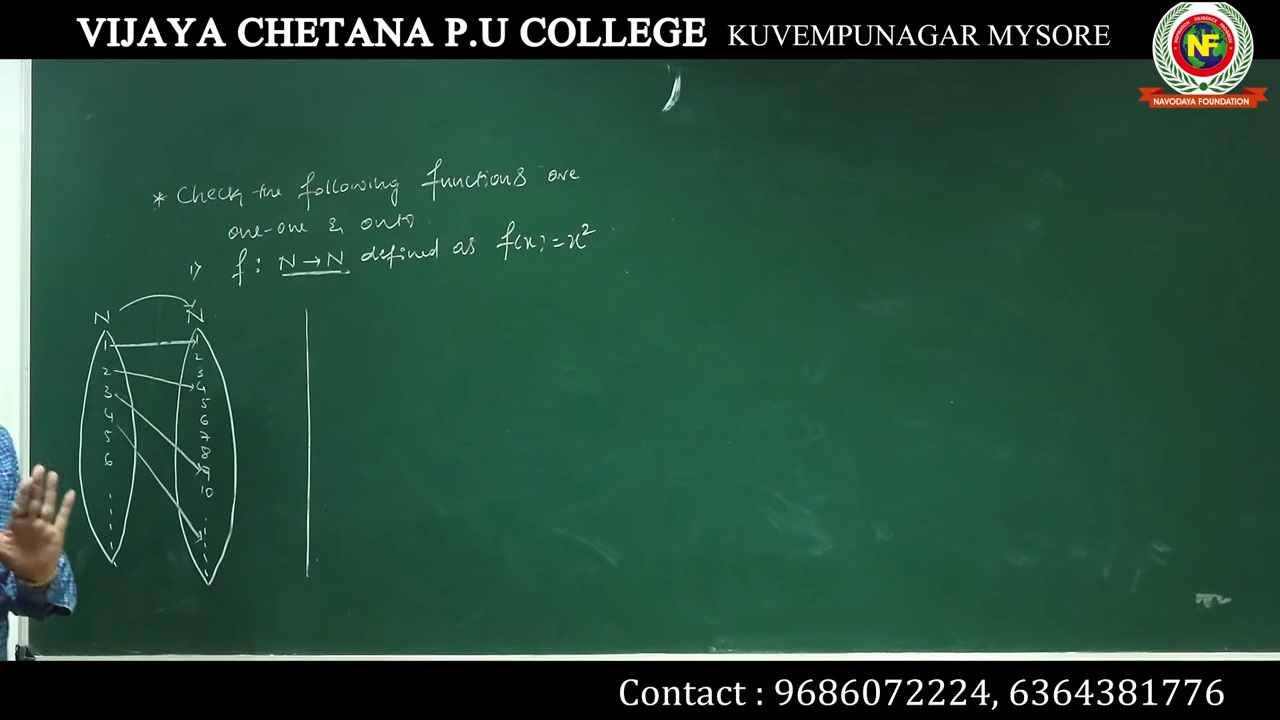 VIJAYA CHETANA P.U COLLEGE KUVEMPUNAGAR MYSORE
NF
NAVODAYA FOUNDATION
* Check the following functions are
one-one & onto
1) f : N → N defined as f(x) = x²
N N
1 1
2 2
3 3
4 4
5 5
6 6
7
8
9
10
Contact : 9686072224, 6364381776